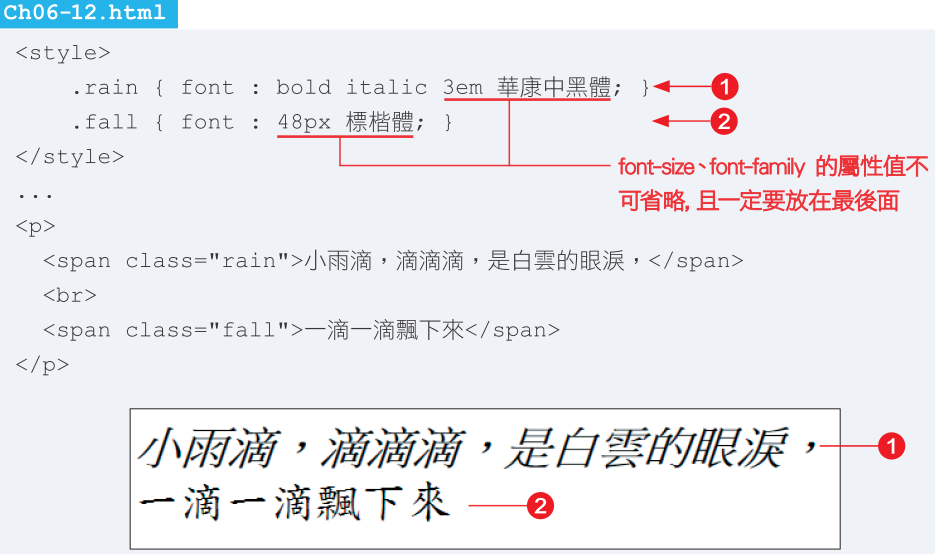 Ch06-12.html
<style>
.rain { font : bold italic 3em 華康中黑體; } ❶
.fall { font : 48px 標楷體; } ❷
</style>
font-size、font-family 的屬性值不
可省略, 且一定要放在最後面
...
<p>
<span class="rain">小雨滴，滴滴滴，是白雲的眼淚，</span>
<br>
<span class="fall">一滴一滴飄下來</span>
</p>
小雨滴，滴滴滴，是白雲的眼淚， ❶
一滴一滴飄下來 ❷